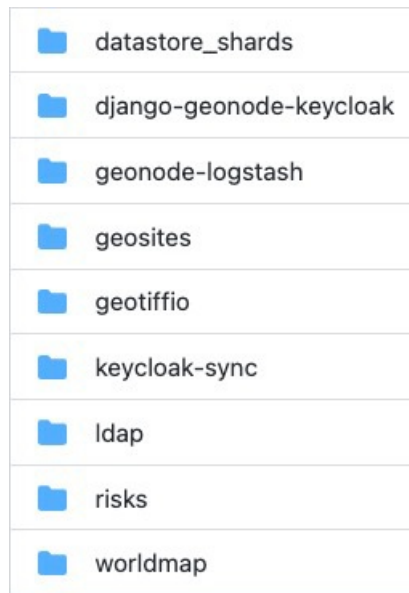 datastore_shards
django-geonode-keycloak
geonode-logstash
geosites
geotiffio
keycloak-sync
ldap
risks
worldmap